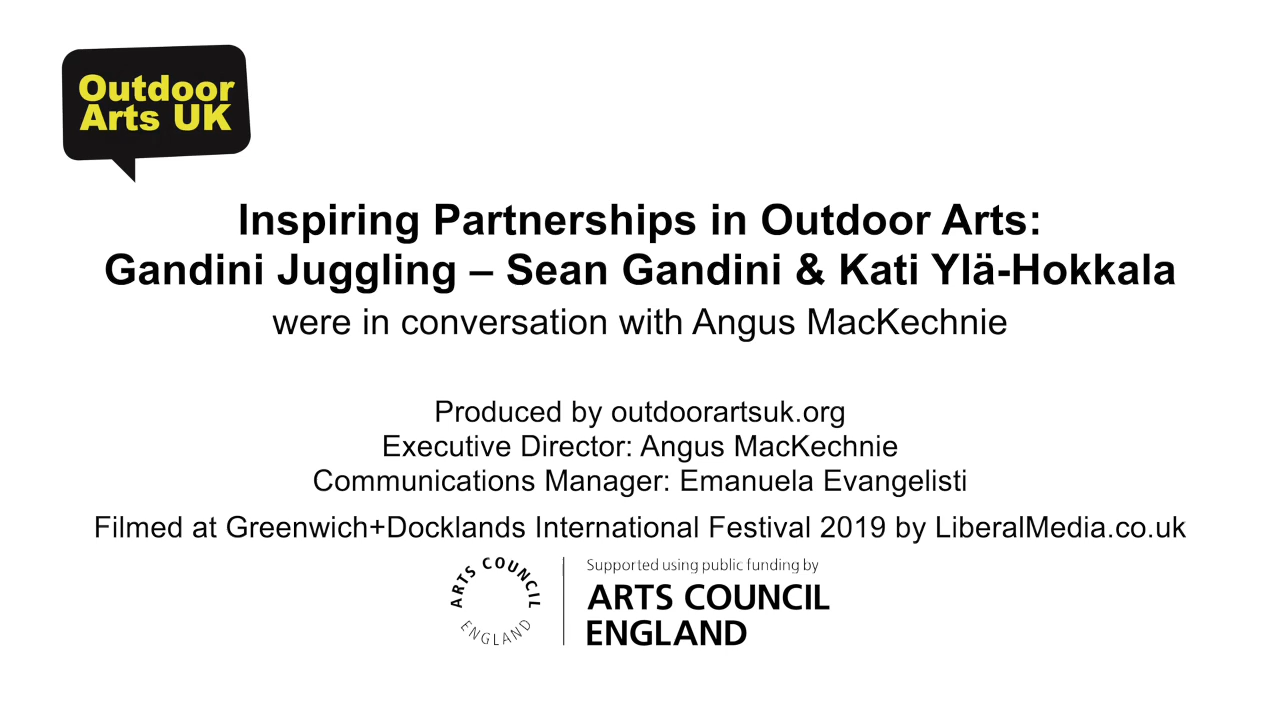 Outdoor
Arts UK
Inspiring Partnerships in Outdoor Arts:
Gandini Juggling – Sean Gandini & Kati Ylä-Hokkala
were in conversation with Angus MacKechnie
Produced by outdoorartsuk.org
Executive Director: Angus MacKechnie
Communications Manager: Emanuela Evangelisti
Filmed at Greenwich+Docklands International Festival 2019 by LiberalMedia.co.uk
ARTS COUNCIL
ENGLAND
Supported using public funding by
ARTS COUNCIL
ENGLAND